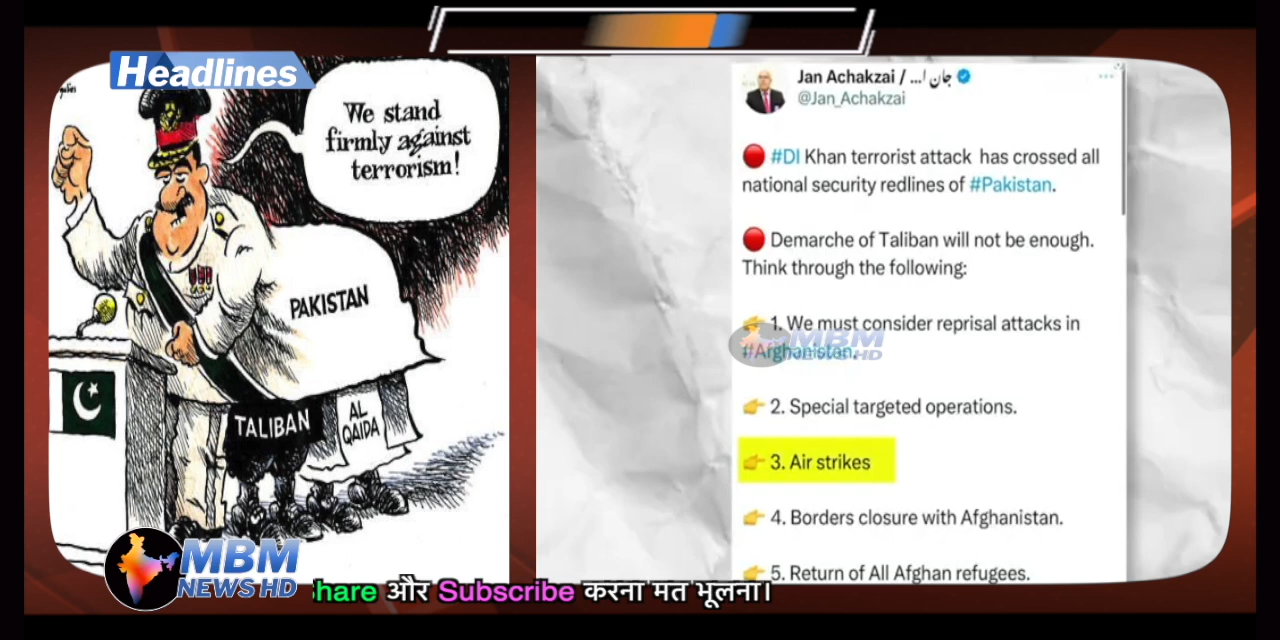 Headlines
We stand
firmly against
terrorism!
PAKISTAN
TALIBAN
AL
QAIDA
Jan Achakzai / جان ا...
@Jan_Achakzai
#DI Khan terrorist attack has crossed all
national security redlines of #Pakistan.
Demarche of Taliban will not be enough.
Think through the following:
1. We must consider reprisal attacks in
#Afghanistan.
2. Special targeted operations.
3. Air strikes
4. Borders closure with Afghanistan.
5. Return of All Afghan refugees.
MBM
NEWS HD
MBM
NEWS HD
hare और Subscribe करना मत भूलना।